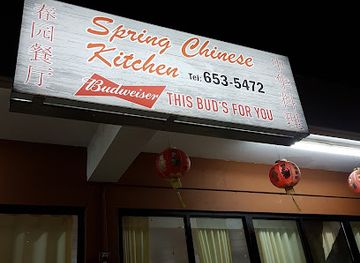 春园餐厅
Spring Chinese
Kitchen Tel: 653-5472
Budweiser THIS BUD'S FOR YOU